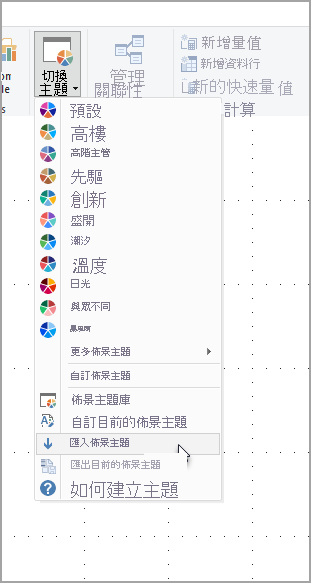 om
ble
s
切換
主題
管理
關聯性
新增量值
新增資料行
新的快速量 值
計算
預設
高樓
高階主管
先驅
創新
盛開
潮汐
溫度
日光
與眾不同
更多佈景主題
自訂佈景主題
佈景主題庫
自訂目前的佈景主題
匯入佈景主題
匯出目前的佈景主題
如何建立主題